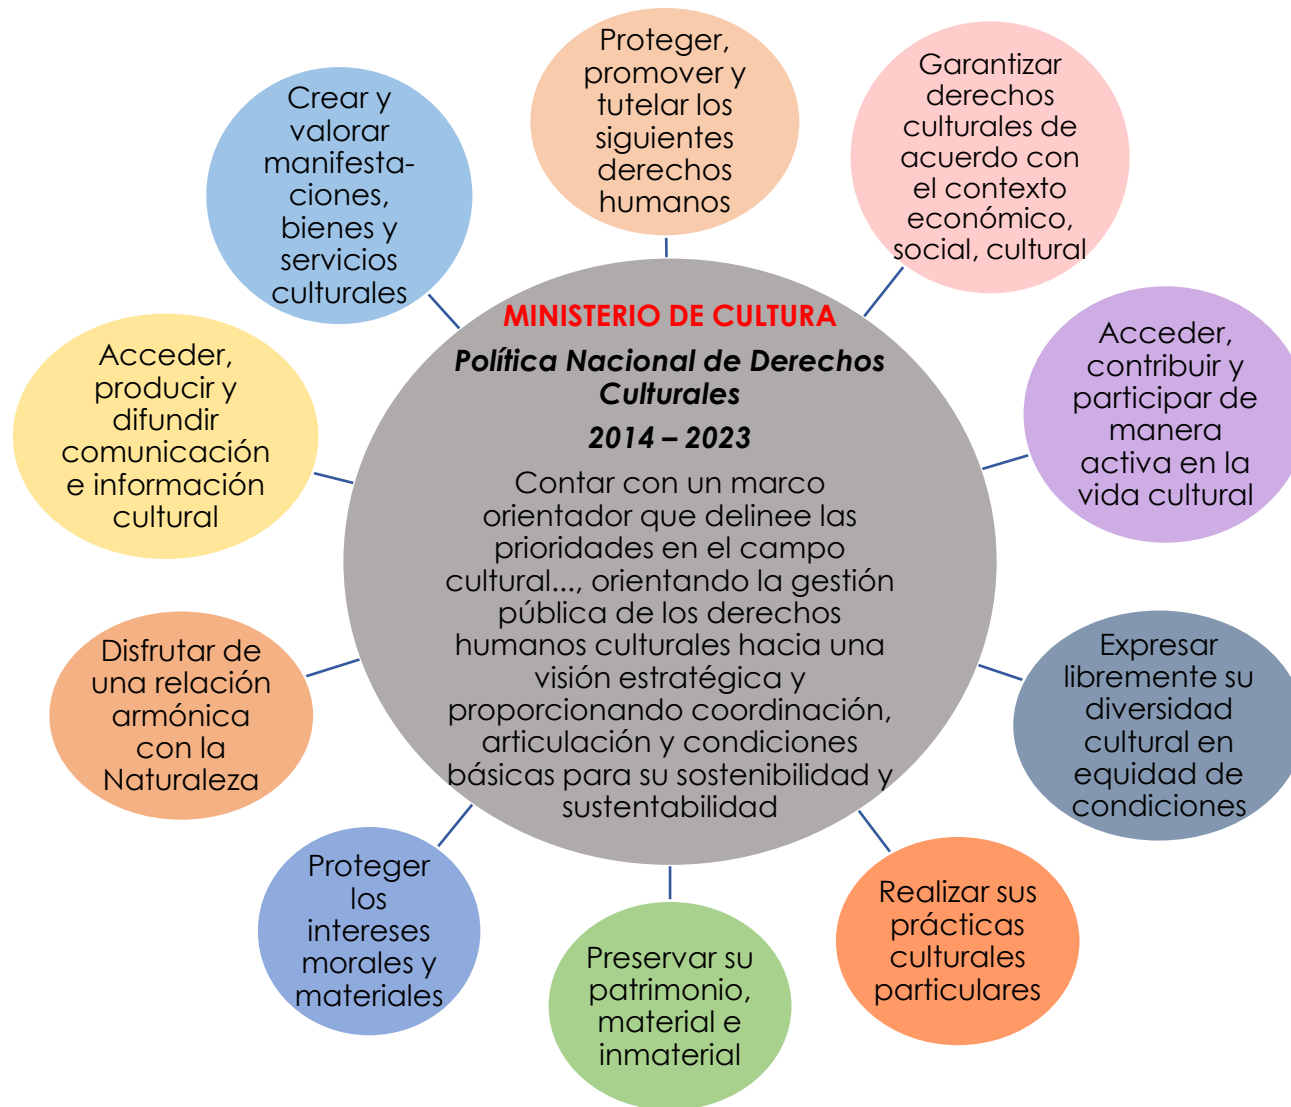 Proteger,
promover y
tutelar los
siguientes
derechos
humanos
Garantizar
derechos
culturales de
acuerdo con
el contexto
económico,
social, cultural
Acceder,
contribuir y
participar de
manera
activa en la
vida cultural
Expresar
libremente su
diversidad
cultural en
equidad de
condiciones
Realizar sus
prácticas
culturales
particulares
Preservar su
patrimonio,
material e
inmaterial
Proteger
los
intereses
morales y
materiales
Disfrutar de
una relación
armónica
con la
Naturaleza
Acceder,
producir y
difundir
comunicación
e información
cultural
Crear y
valorar
manifesta-
ciones,
bienes y
servicios
culturales
MINISTERIO DE CULTURA
Política Nacional de Derechos
Culturales
2014 – 2023
Contar con un marco
orientador que delinee las
prioridades en el campo
cultural..., orientando la gestión
pública de los derechos
humanos culturales hacia una
visión estratégica y
proporcionando coordinación,
articulación y condiciones
básicas para su sostenibilidad y
sustentabilidad